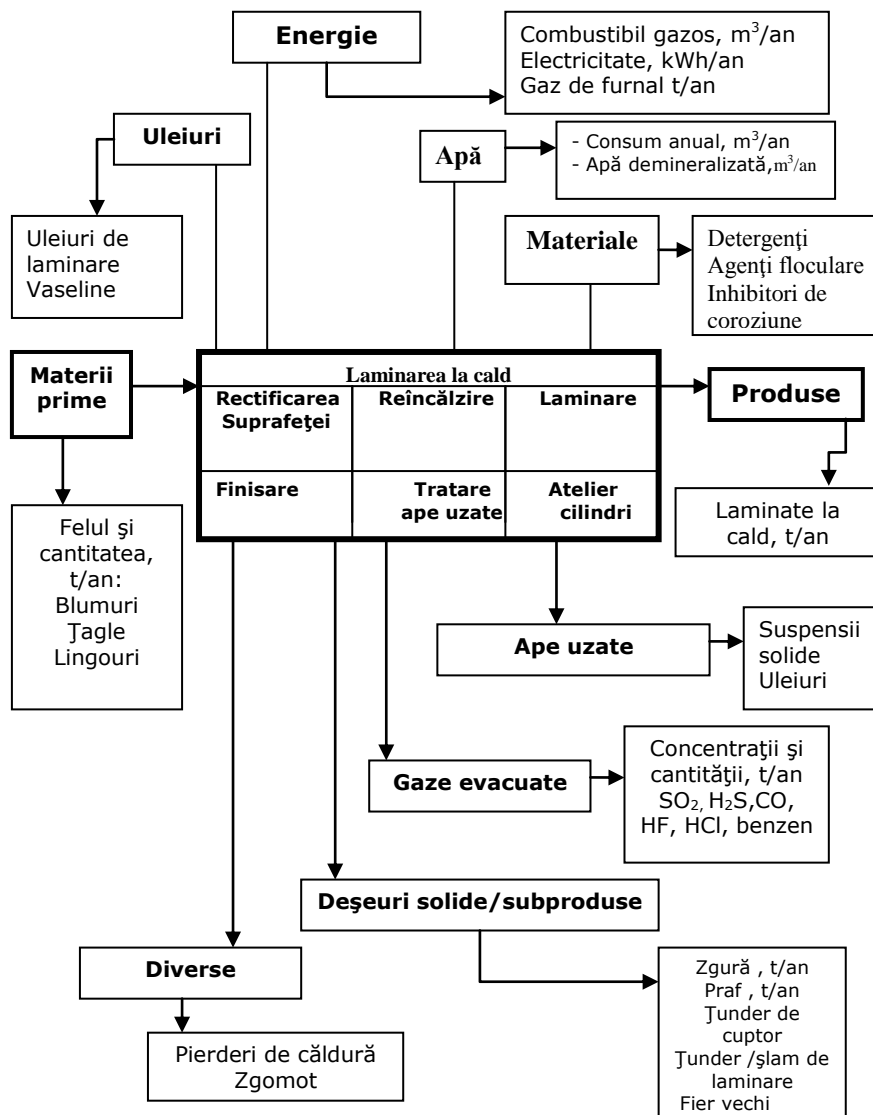 Energie
Combustibil gazos, m³/an
Electricitate, kWh/an
Gaz de furnal t/an
Uleiuri
Apă
- Consum anual, m³/an
- Apă demineralizată,m³/an
Uleiuri de
laminare
Vaseline
Materiale
Detergenţi
Agenţi floculare
Inhibitori de
coroziune
Materii
prime
Laminarea la cald
Rectificarea
Suprafeţei
Reîncălzire
Laminare
Finisare
Tratare
ape uzate
Atelier
cilindri
Produse
Felul şi
cantitatea,
t/an:
Blumuri
Ţagle
Lingouri
Laminate la
cald, t/an
Ape uzate
Suspensii
solide
Uleiuri
Gaze evacuate
Concentraţii şi
cantităţii, t/an
SO₂, H₂S,CO,
HF, HCl, benzen
Deşeuri solide/subproduse
Diverse
Zgură , t/an
Praf , t/an
Ţunder de
cuptor
Ţunder /şlam de
laminare
Fier vechi
Pierderi de căldură
Zgomot